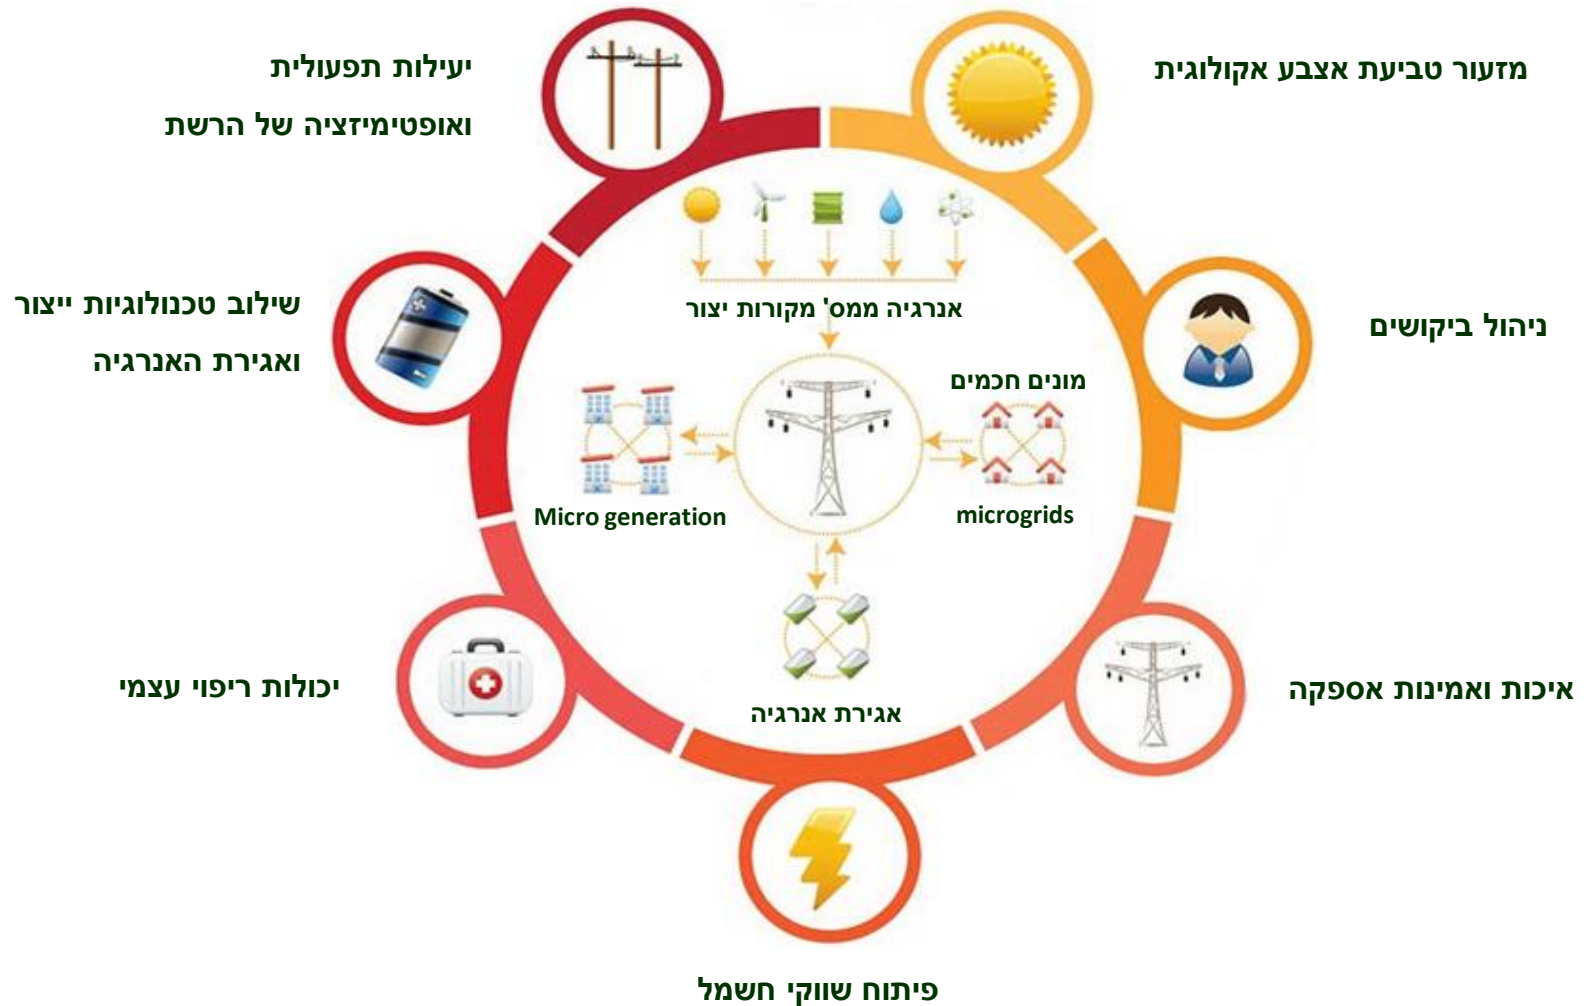 יעילות תפעולית
ואופטימיזציה של הרשת
מזעור טביעת אצבע אקולוגית
שילוב טכנולוגיות ייצור
ואגירת האנרגיה
ניהול ביקושים
אנרגיה ממס' מקורות יצור
מונים חכמים
Micro generation
microgrids
אגירת אנרגיה
יכולות ריפוי עצמי
איכות ואמינות אספקה
פיתוח שווקי חשמל